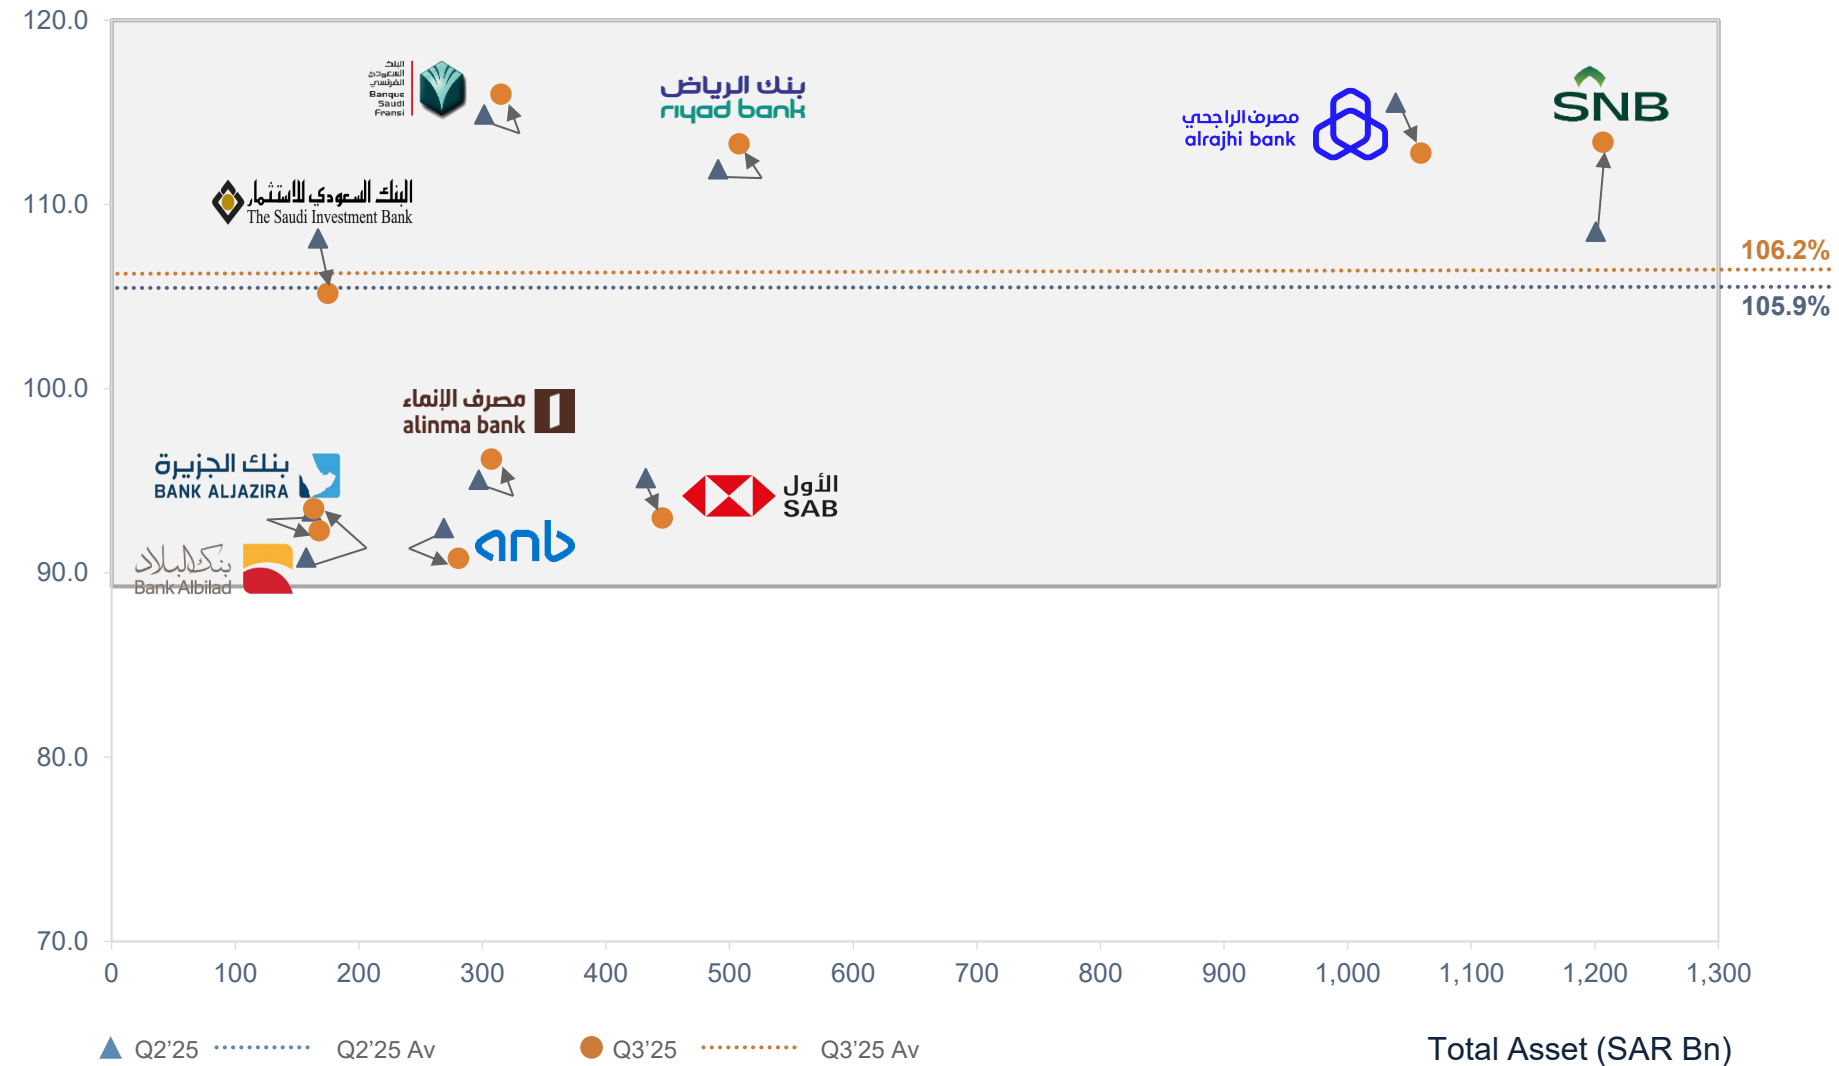 120.0
110.0
100.0
90.0
80.0
70.0
البنك
السعودي
الفرنسي
Banque
Saudi
Fransi
بنك الرياض
riyad bank
مصرف الراجحي
alrajhi bank
SNB
البنك السعودي للاستثمار
The Saudi Investment Bank
106.2%
105.9%
مصرف الإنماء
alinma bank
بنك الجزيرة
BANK ALJAZIRA
الأول
SAB
anb
بنك البلاد
Bank Albilad
0 100 200 300 400 500 600 700 800 900 1,000 1,100 1,200 1,300
Q2’25 Q2’25 Av Q3’25 Q3’25 Av
Total Asset (SAR Bn)